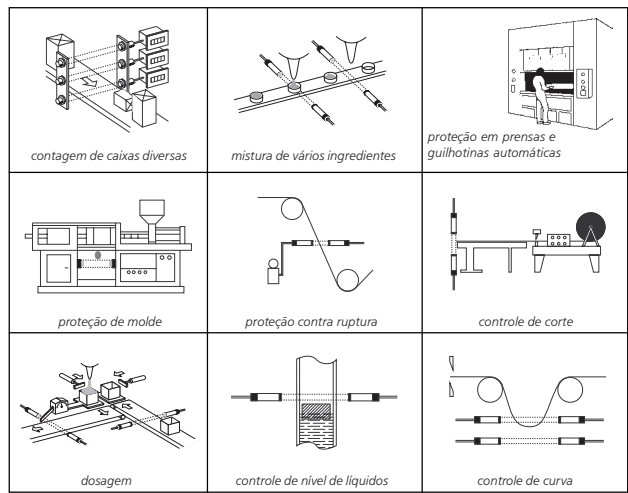 contagem de caixas diversas
mistura de vários ingredientes
proteção em prensas e
guilhotinas automáticas
proteção de molde
proteção contra ruptura
controle de corte
dosagem
controle de nível de líquidos
controle de curva